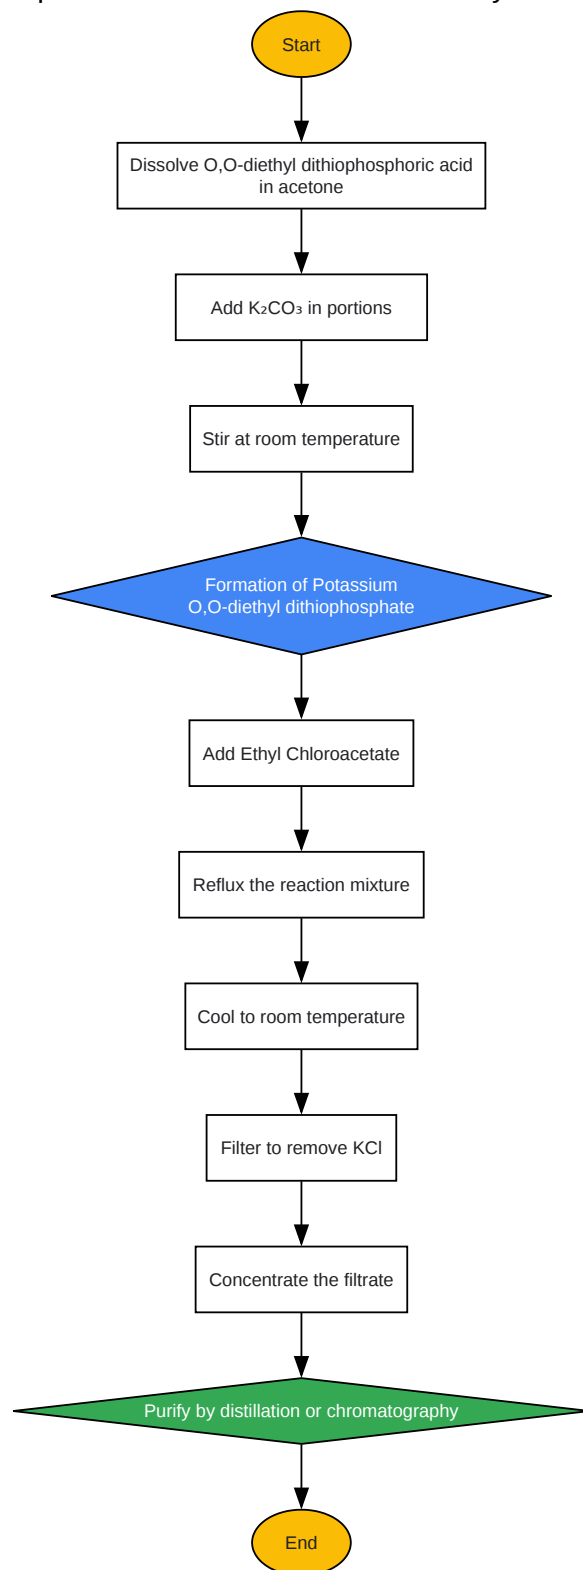 Start
Dissolve O,O-diethyl dithiophosphoric acid
in acetone
Add K₂CO₃ in portions
Stir at room temperature
Formation of Potassium
O,O-diethyl dithiophosphate
Add Ethyl Chloroacetate
Reflux the reaction mixture
Cool to room temperature
Filter to remove KCl
Concentrate the filtrate
Purify by distillation or chromatography
End